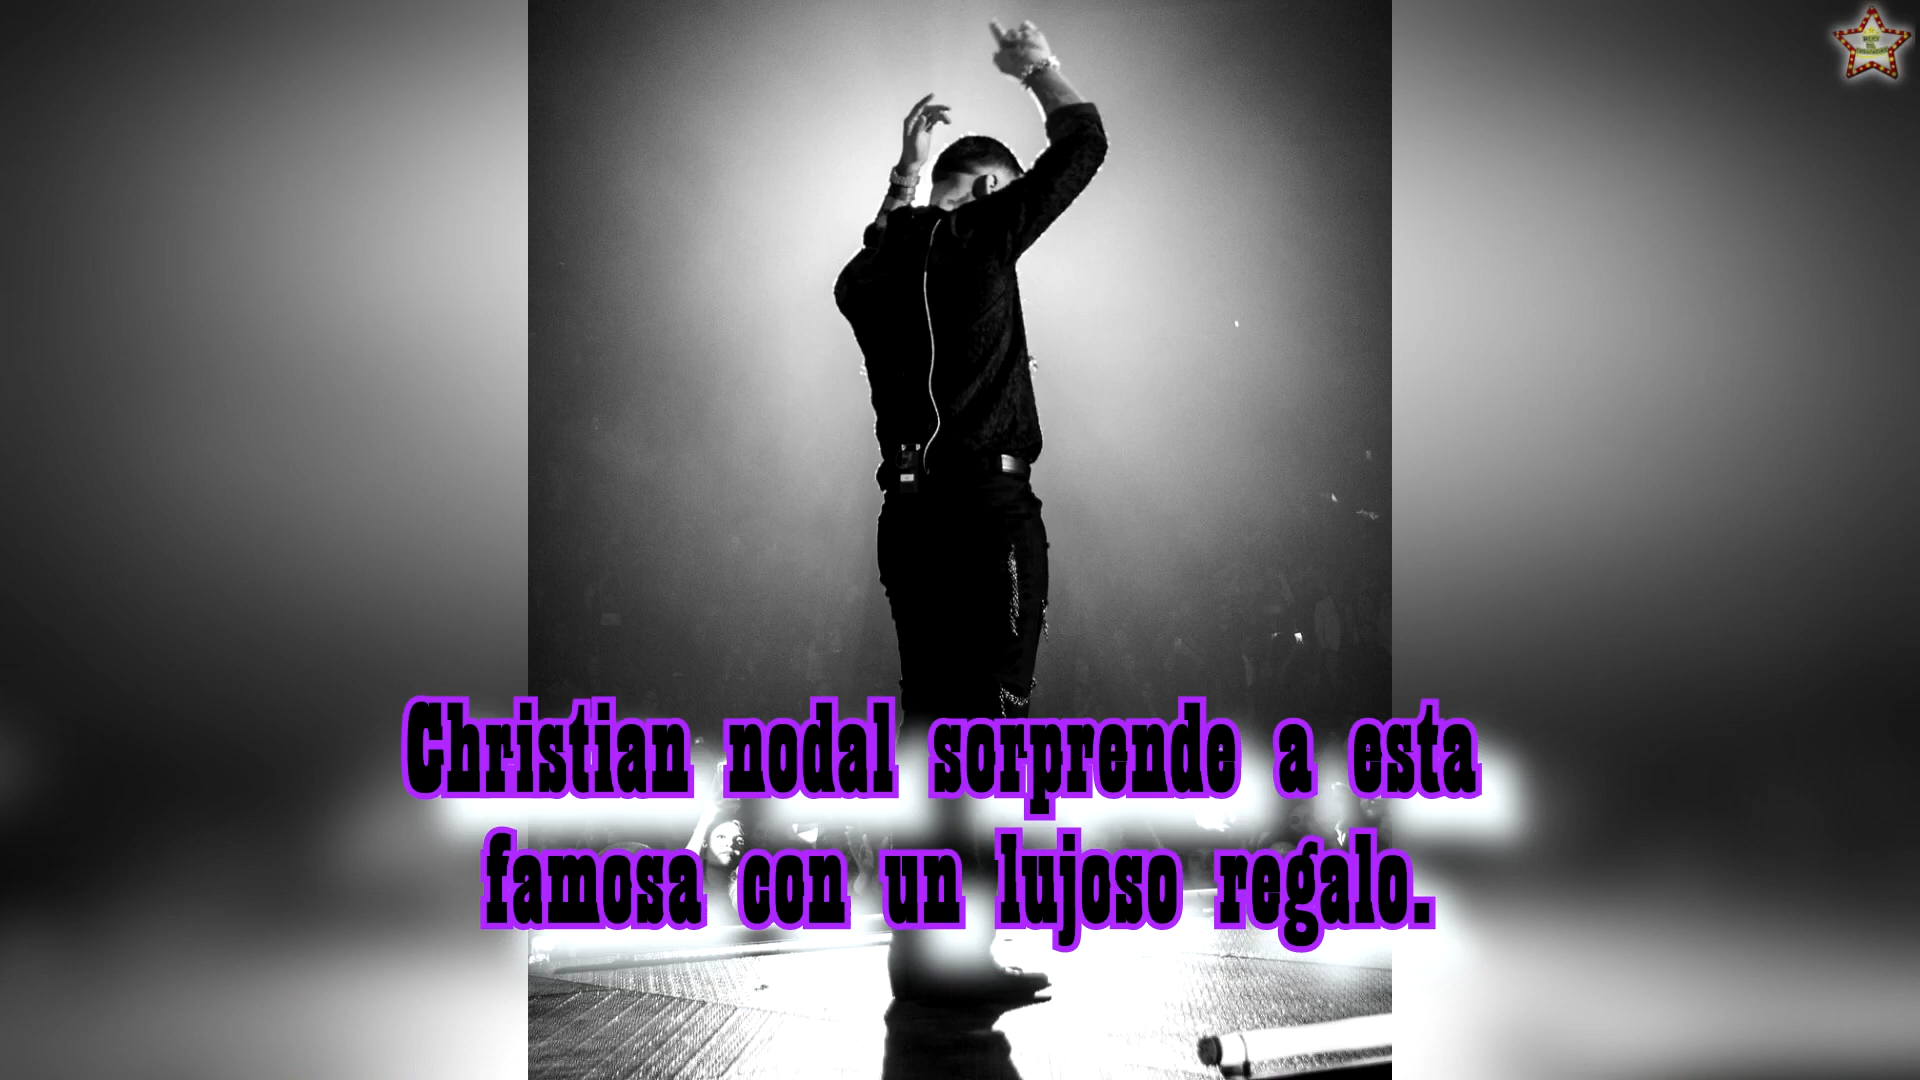 Christian nodal sorprende a esta
famosa con un lujoso regalo.